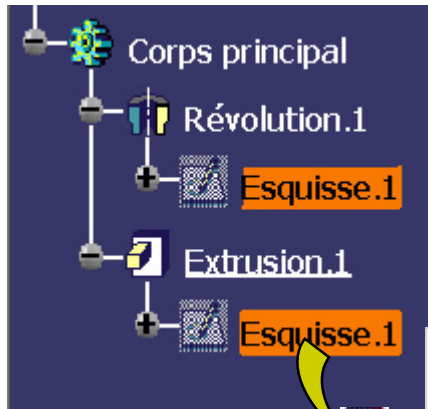 Corps principal
Révolution.1
Esquisse.1
Extrusion.1
Esquisse.1